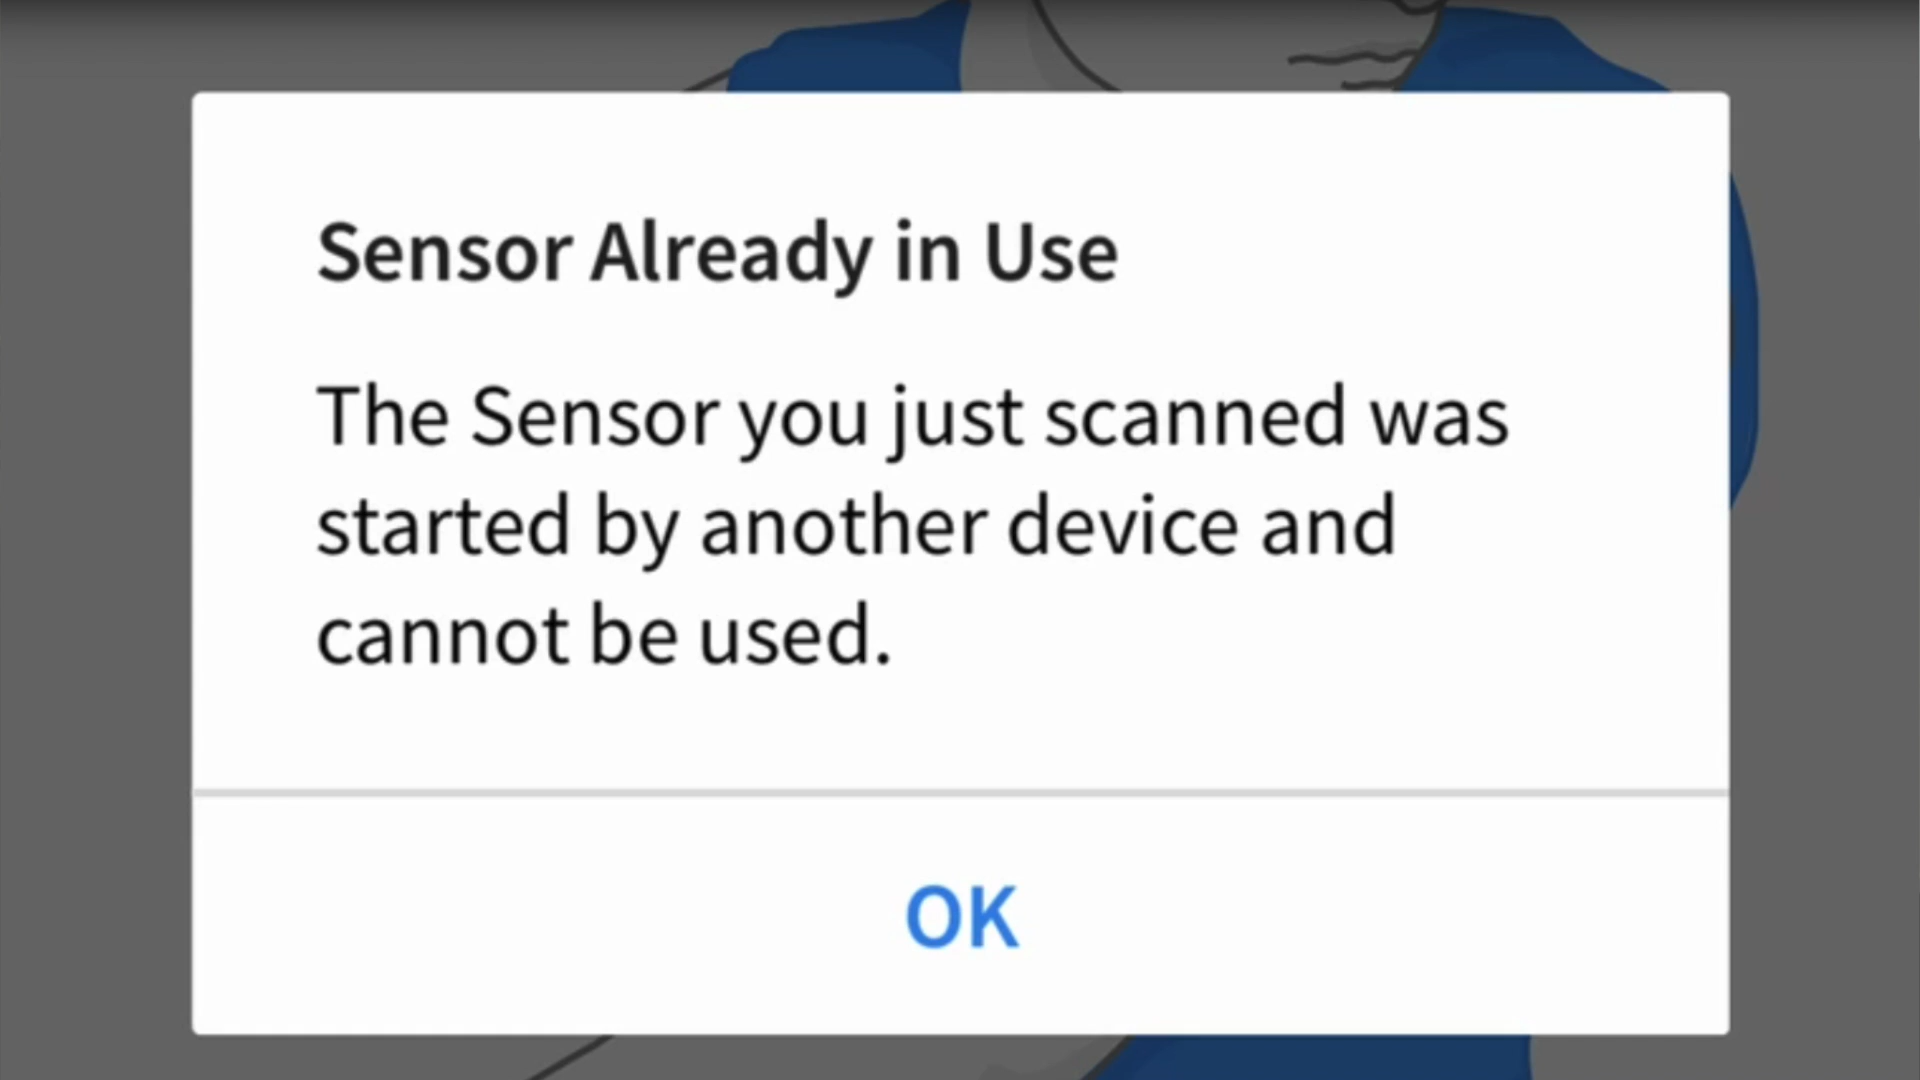 Sensor Already in Use
The Sensor you just scanned was
started by another device and
cannot be used.
OK